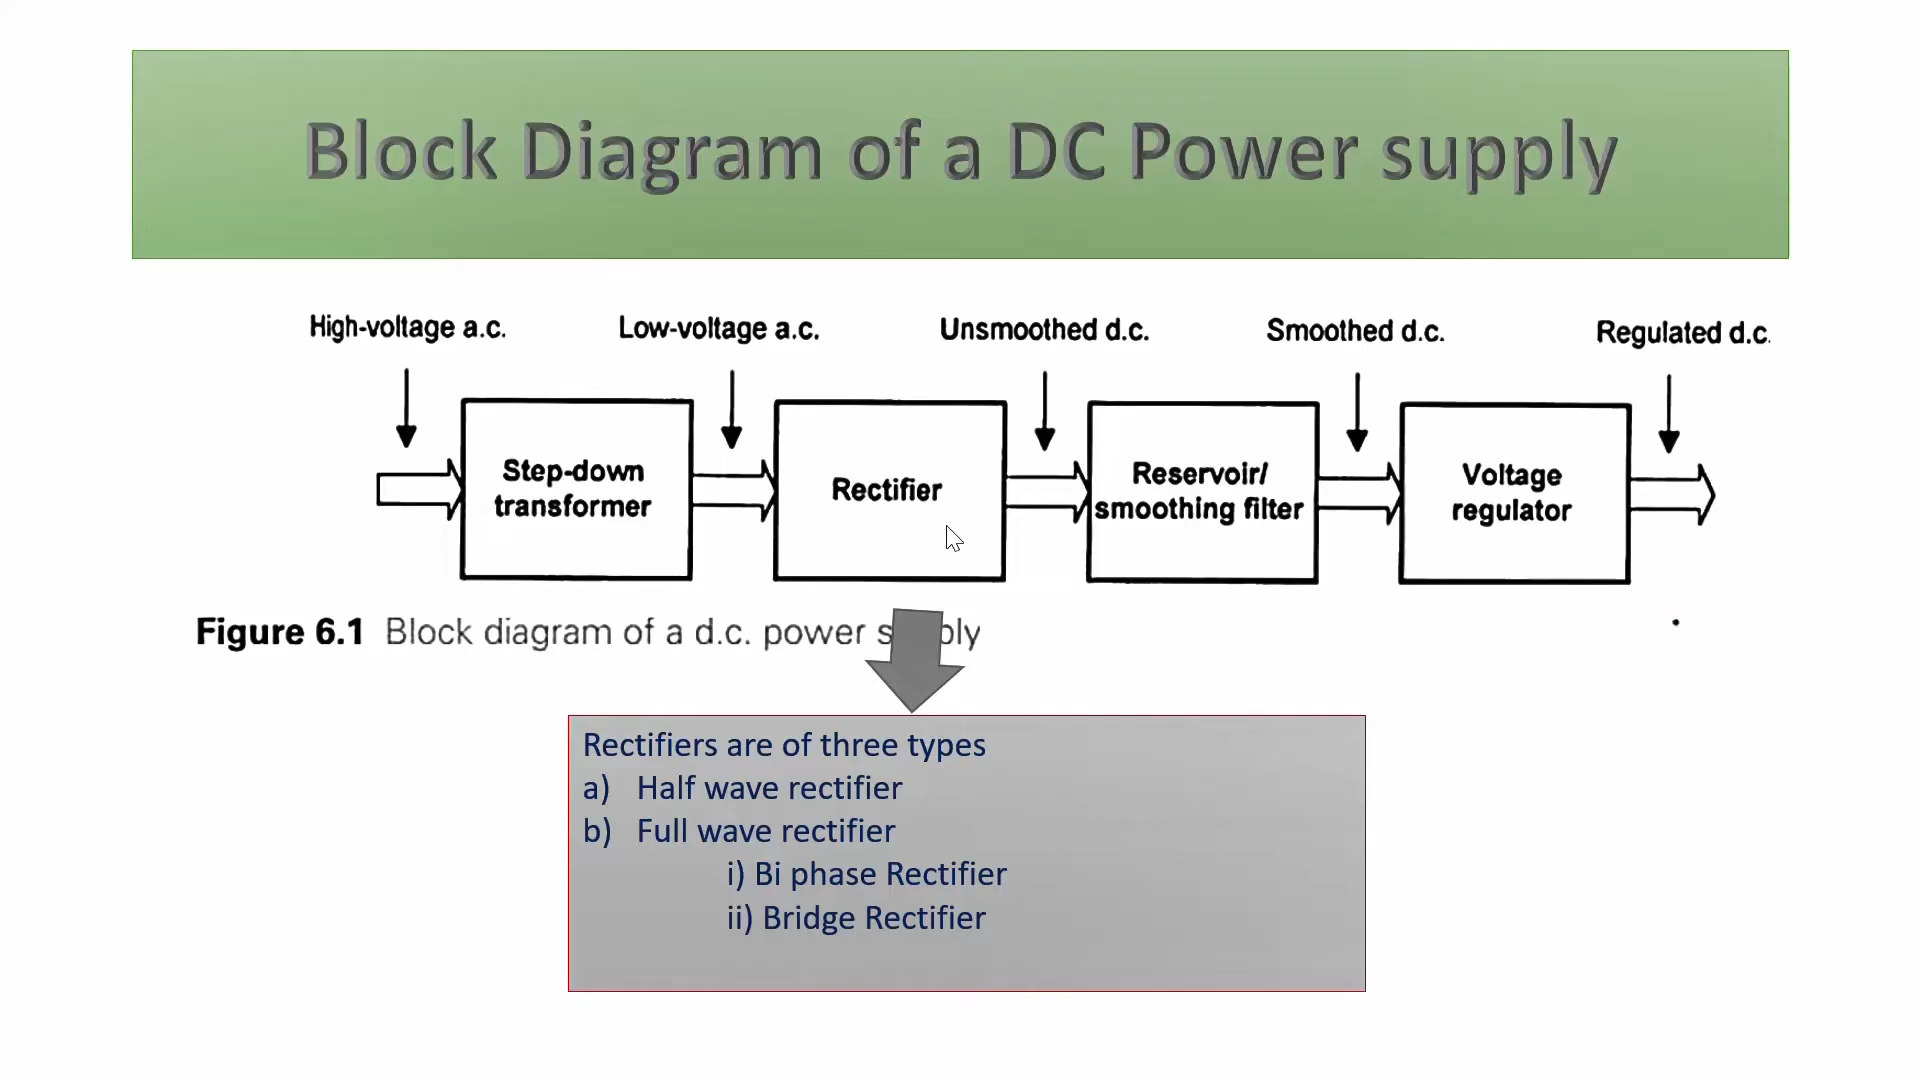 Block Diagram of a DC Power supply
High-voltage a.c.
Low-voltage a.c.
Unsmoothed d.c.
Smoothed d.c.
Regulated d.c.
Step-down
transformer
Rectifier
Reservoir/
smoothing filter
Voltage
regulator
Figure 6.1 Block diagram of a d.c. power
Rectifiers are of three types
a) Half wave rectifier
b) Full wave rectifier
i) Bi phase Rectifier
ii) Bridge Rectifier